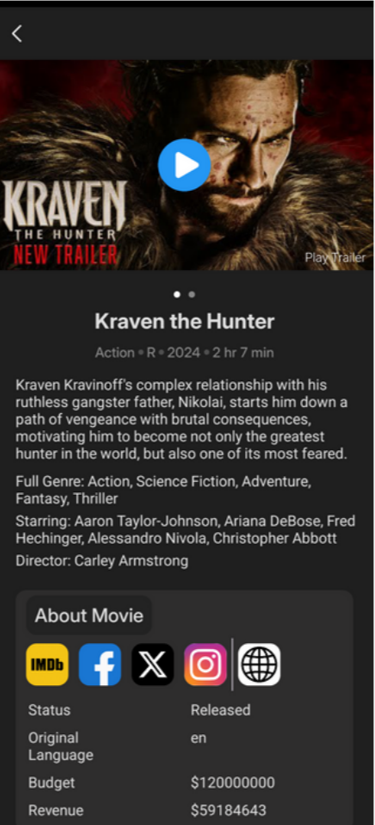 KRAVEN
THE HUNTER
NEW TRAILER
Play Trailer
Kraven the Hunter
Action • R • 2024 • 2 hr 7 min
Kraven Kravinoff's complex relationship with his
ruthless gangster father, Nikolai, starts him down a
path of vengeance with brutal consequences,
motivating him to become not only the greatest
hunter in the world, but also one of its most feared.
Full Genre: Action, Science Fiction, Adventure,
Fantasy, Thriller
Starring: Aaron Taylor-Johnson, Ariana DeBose, Fred
Hechinger, Alessandro Nivola, Christopher Abbott
Director: Carley Armstrong
About Movie
IMDb
Status Released
Original en
Language
Budget $120000000
Revenue $59184643